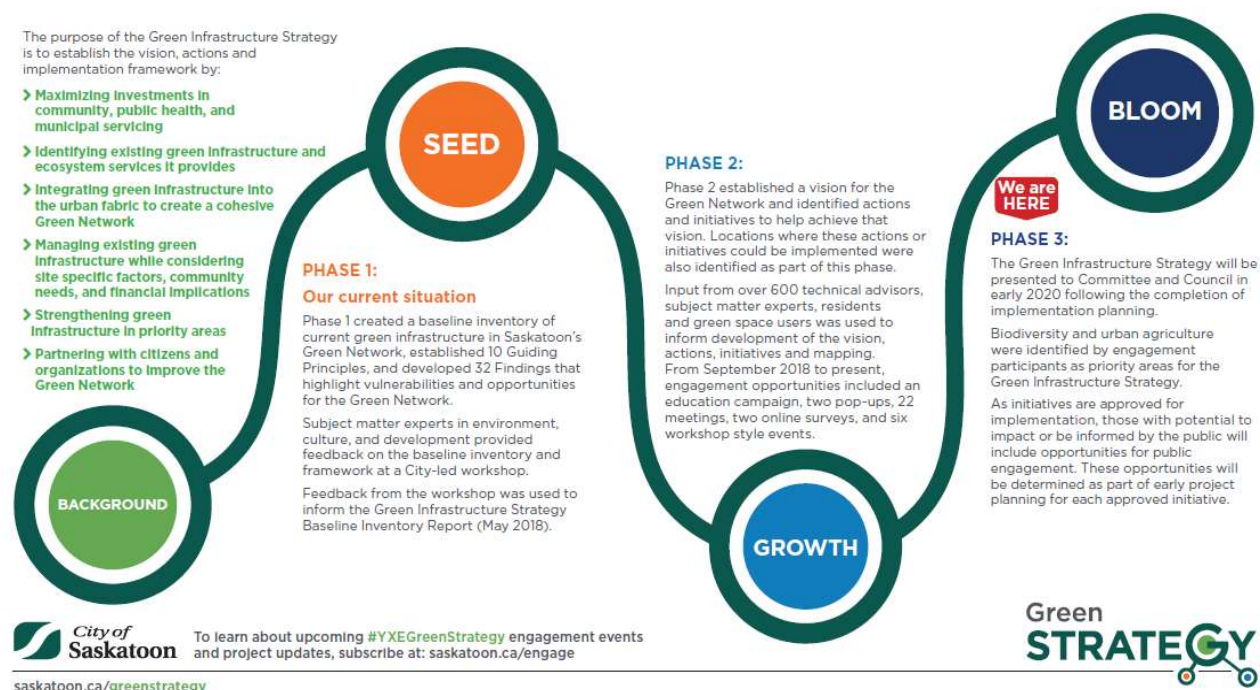 The purpose of the Green Infrastructure Strategy
is to establish the vision, actions and
implementation framework by:
> Maximizing investments in
community, public health, and
municipal servicing
> Identifying existing green infrastructure and
ecosystem services it provides
> Integrating green infrastructure into
the urban fabric to create a cohesive
Green Network
> Managing existing green
infrastructure while considering
site specific factors, community
needs, and financial implications
> Strengthening green
infrastructure in priority areas
> Partnering with citizens and
organizations to improve the
Green Network
BACKGROUND
SEED
PHASE 1:
Our current situation
Phase 1 created a baseline inventory of
current green infrastructure in Saskatoon's
Green Network, established 10 Guiding
Principles, and developed 32 Findings that
highlight vulnerabilities and opportunities
for the Green Network.
Subject matter experts in environment,
culture, and development provided
feedback on the baseline inventory and
framework at a City-led workshop.
Feedback from the workshop was used to
inform the Green Infrastructure Strategy
Baseline Inventory Report (May 2018).
PHASE 2:
Phase 2 established a vision for the
Green Network and identified actions
and initiatives to help achieve that
vision. Locations where these actions or
initiatives could be implemented were
also identified as part of this phase.
Input from over 600 technical advisors,
subject matter experts, residents
and green space users was used to
inform development of the vision,
actions, initiatives and mapping.
From September 2018 to present,
engagement opportunities included an
education campaign, two pop-ups, 22
meetings, two online surveys, and six
workshop style events.
GROWTH
BLOOM
We are
HERE
PHASE 3:
The Green Infrastructure Strategy will be
presented to Committee and Council in
early 2020 following the completion of
implementation planning.
Biodiversity and urban agriculture
were identified by engagement
participants as priority areas for the
Green Infrastructure Strategy.
As initiatives are approved for
implementation, those with potential to
impact or be informed by the public will
include opportunities for public
engagement. These opportunities will
be determined as part of early project
planning for each approved initiative.
City of
Saskatoon
To learn about upcoming #YXEGreenStrategy engagement events
and project updates, subscribe at: saskatoon.ca/engage
Green
STRATEGY
saskatoon.ca/greenstrategy